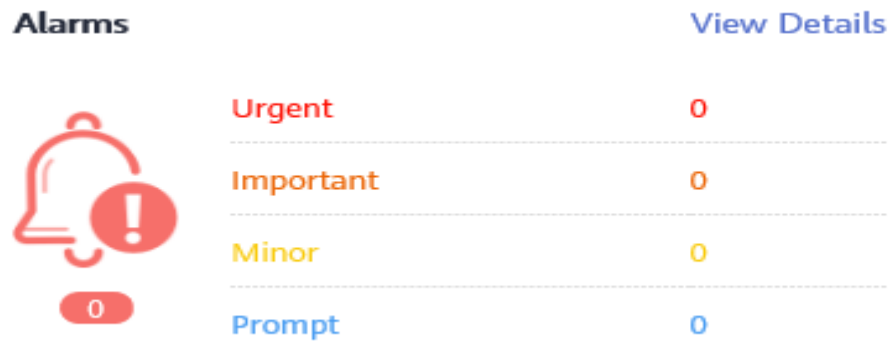 Alarms View Details
Urgent 0
Important 0
Minor 0
0
Prompt 0